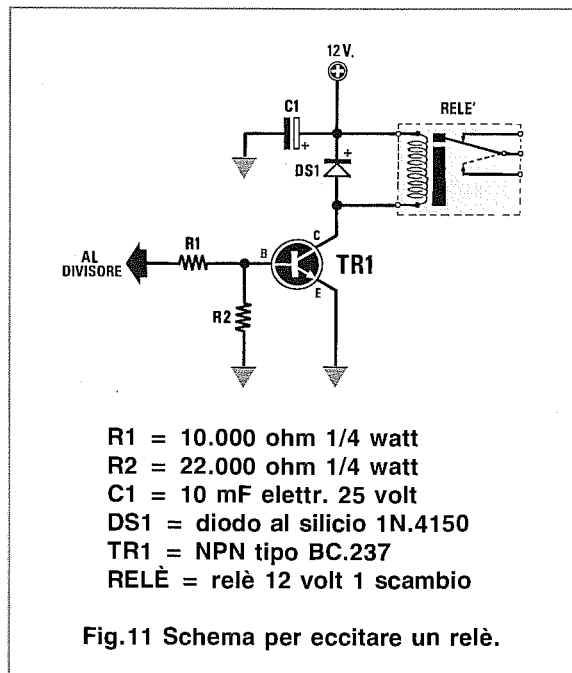 12 V.
C1
+
RELE'
+
DS1
AL
DIVISORE
R1
B
C
TR1
E
R2
R1 = 10.000 ohm 1/4 watt
R2 = 22.000 ohm 1/4 watt
C1 = 10 mF elettr. 25 volt
DS1 = diodo al silicio 1N.4150
TR1 = NPN tipo BC.237
RELÈ = relè 12 volt 1 scambio
Fig.11 Schema per eccitare un relè.